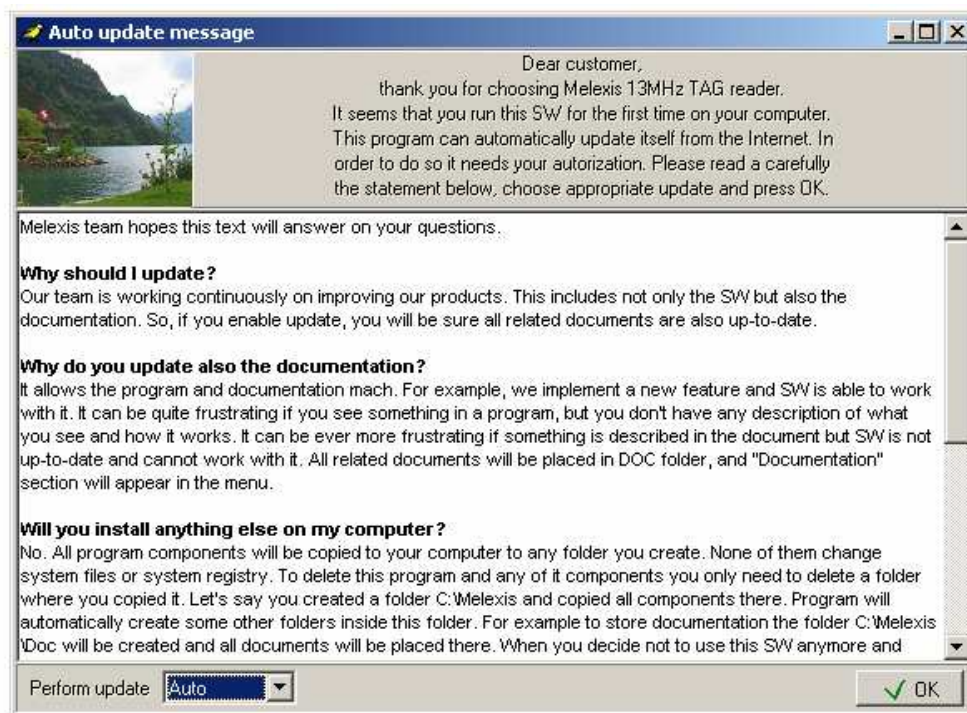 Auto update message
Dear customer,
thank you for choosing Melexis 13MHz TAG reader.
It seems that you run this SW for the first time on your computer.
This program can automatically update itself from the Internet. In
order to do so it needs your autorization. Please read a carefully
the statement below, choose appropriate update and press OK.
Melexis team hopes this text will answer on your questions.
Why should I update?
Our team is working continuously on improving our products. This includes not only the SW but also the
documentation. So, if you enable update, you will be sure all related documents are also up-to-date.
Why do you update also the documentation?
It allows the program and documentation mach. For example, we implement a new feature and SW is able to work
with it. It can be quite frustrating if you see something in a program, but you don't have any description of what
you see and how it works. It can be ever more frustrating if something is described in the document but SW is not
up-to-date and cannot work with it. All related documents will be placed in DOC folder, and "Documentation"
section will appear in the menu.
Will you install anything else on my computer?
No. All program components will be copied to your computer to any folder you create. None of them change
system files or system registry. To delete this program and any of it components you only need to delete a folder
where you copied it. Let's say you created a folder C:\Melexis and copied all components there. Program will
automatically create some other folders inside this folder. For example to store documentation the folder C:\Melexis
\Doc will be created and all documents will be placed there. When you decide not to use this SW anymore and
Perform update Auto OK